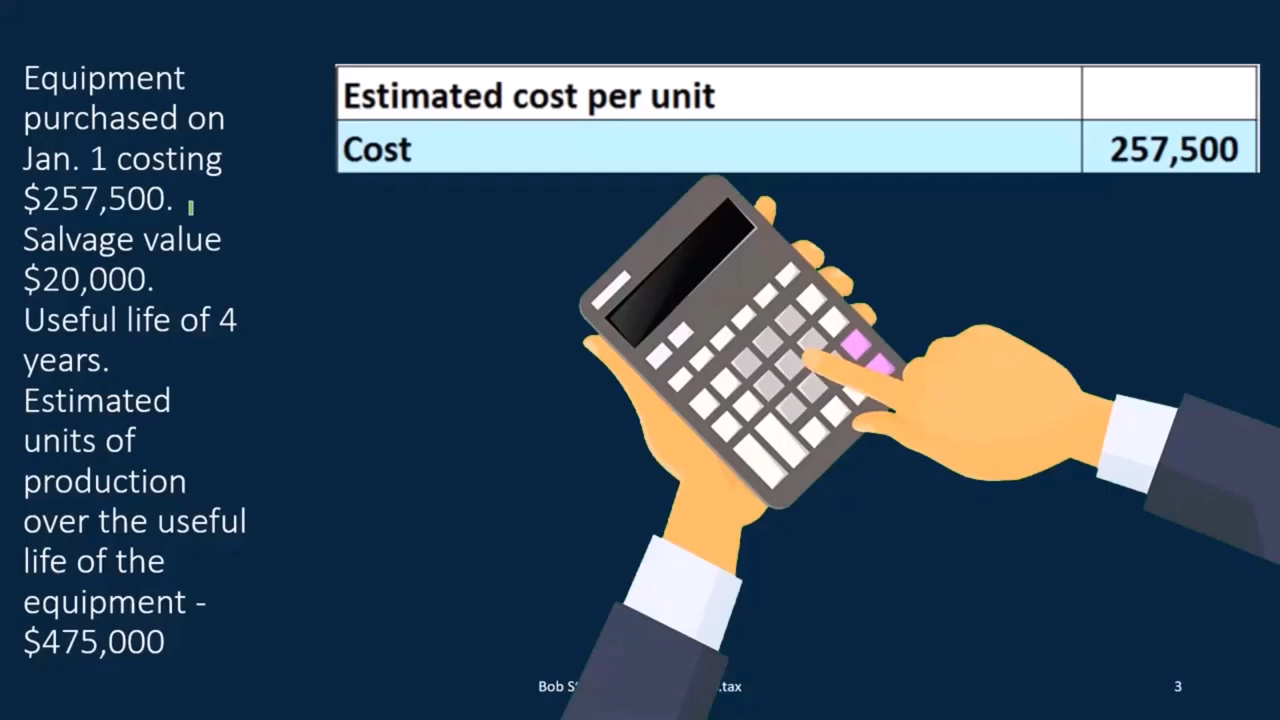 Equipment
purchased on
Jan. 1 costing
$257,500.
Salvage value
$20,000.
Useful life of 4
years.
Estimated
units of
production
over the useful
life of the
equipment -
$475,000
Estimated cost per unit
Cost 257,500
Bob .tax
3